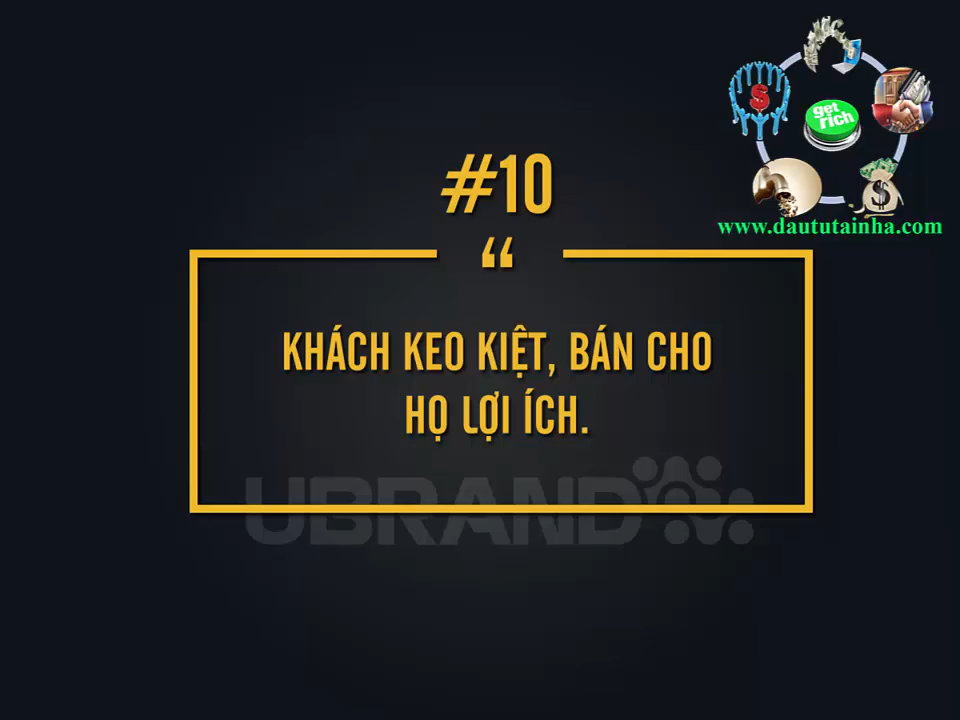 get
rich
$
$
www.daututainha.com
#10
“
KHÁCH KEO KIỆT, BÁN CHO
HỌ LỢI ÍCH.
UBRAND